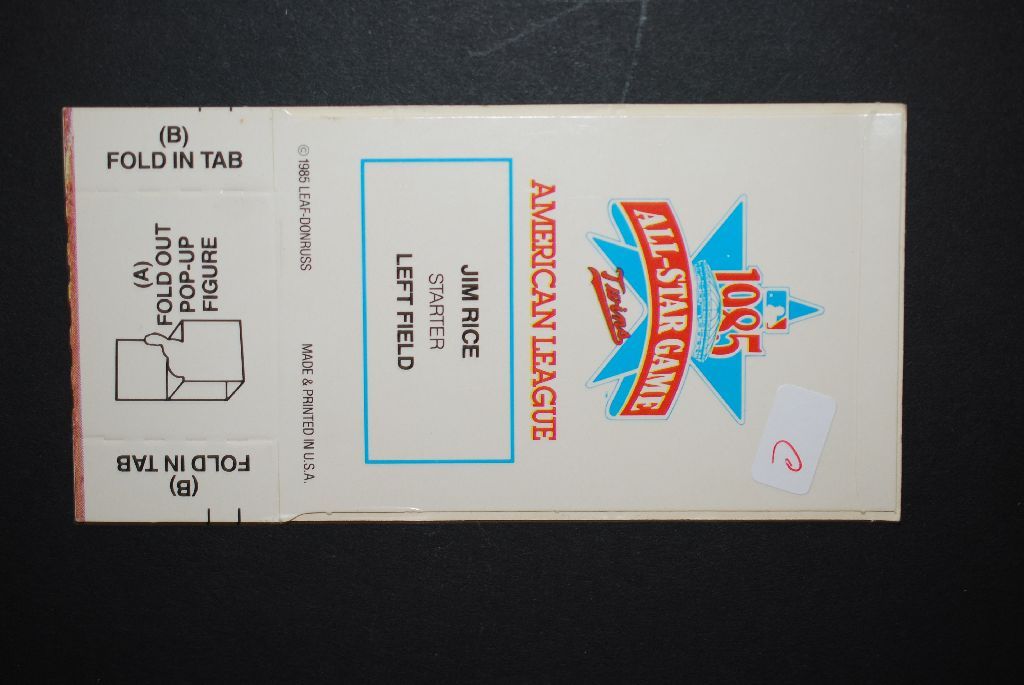 1985
ALL-STAR GAME
Twins
AMERICAN LEAGUE
JIM RICE
STARTER
LEFT FIELD
© 1985 LEAF-DONRUSS
MADE & PRINTED IN U.S.A.
(B)
FOLD IN TAB
(A)
FOLD OUT
POP-UP
FIGURE
(B)
FOLD IN TAB
C